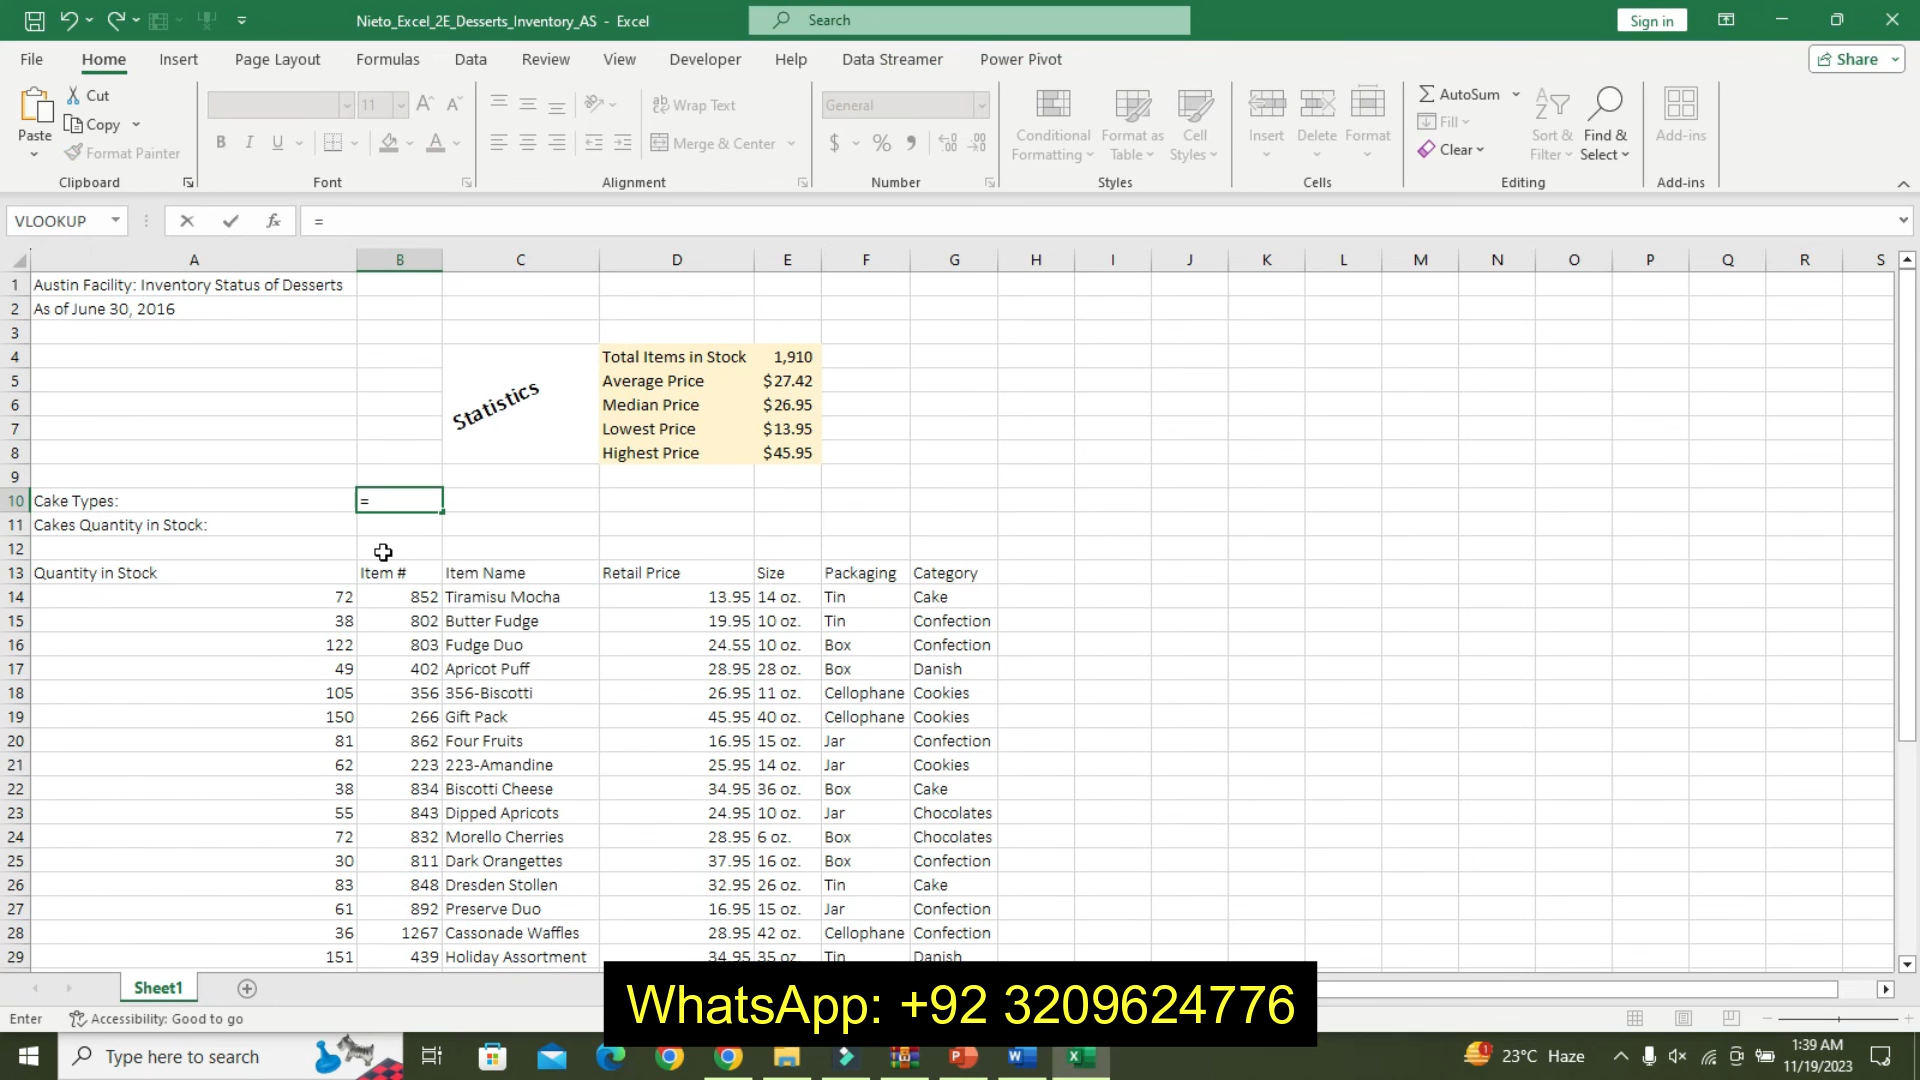 Nieto_Excel_2E_Desserts_Inventory_AS - Excel
Search
Sign in
File Home Insert Page Layout Formulas Data Review View Developer Help Data Streamer Power Pivot Share
Paste
Cut
Copy
Format Painter
Clipboard
11
B I U
Font
Wrap Text
Merge & Center
Alignment
General
$ % 9
Number
Conditional Formatting
Format as Table
Cell Styles
Styles
Insert Delete Format
Cells
AutoSum
Fill
Clear
Sort & Filter
Find & Select
Editing
Add-ins
Add-ins
VLOOKUP fx =
A B C D E F G H I J K L M N O P Q R S
1 Austin Facility: Inventory Status of Desserts
2 As of June 30, 2016
3
4 Total Items in Stock 1,910
5 Average Price $27.42
6 Statistics Median Price $26.95
7 Lowest Price $13.95
8 Highest Price $45.95
9
10 Cake Types: =
11 Cakes Quantity in Stock:
12
13 Quantity in Stock Item # Item Name Retail Price Size Packaging Category
14 72 852 Tiramisu Mocha 13.95 14 oz. Tin Cake
15 38 802 Butter Fudge 19.95 10 oz. Tin Confection
16 122 803 Fudge Duo 24.55 10 oz. Box Confection
17 49 402 Apricot Puff 28.95 28 oz. Box Danish
18 105 356 356-Biscotti 26.95 11 oz. Cellophane Cookies
19 150 266 Gift Pack 45.95 40 oz. Cellophane Cookies
20 81 862 Four Fruits 16.95 15 oz. Jar Confection
21 62 223 223-Amandine 25.95 14 oz. Jar Cookies
22 38 834 Biscotti Cheese 34.95 36 oz. Box Cake
23 55 843 Dipped Apricots 24.95 10 oz. Jar Chocolates
24 72 832 Morello Cherries 28.95 6 oz. Box Chocolates
25 30 811 Dark Orangettes 37.95 16 oz. Box Confection
26 83 848 Dresden Stollen 32.95 26 oz. Tin Cake
27 61 892 Preserve Duo 16.95 15 oz. Jar Confection
28 36 1267 Cassonade Waffles 28.95 42 oz. Cellophane Confection
29 151 439 Holiday Assortment 34.95 35 oz. Tin Danish
Sheet1
WhatsApp: +92 3209624776
Enter Accessibility: Good to go
Type here to search
23°C Haze
1:39 AM
11/19/2023